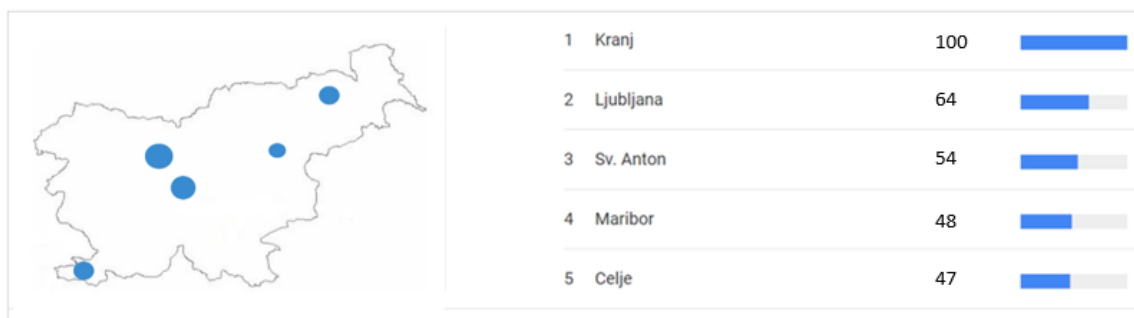 1 Kranj 100
2 Ljubljana 64
3 Sv. Anton 54
4 Maribor 48
5 Celje 47